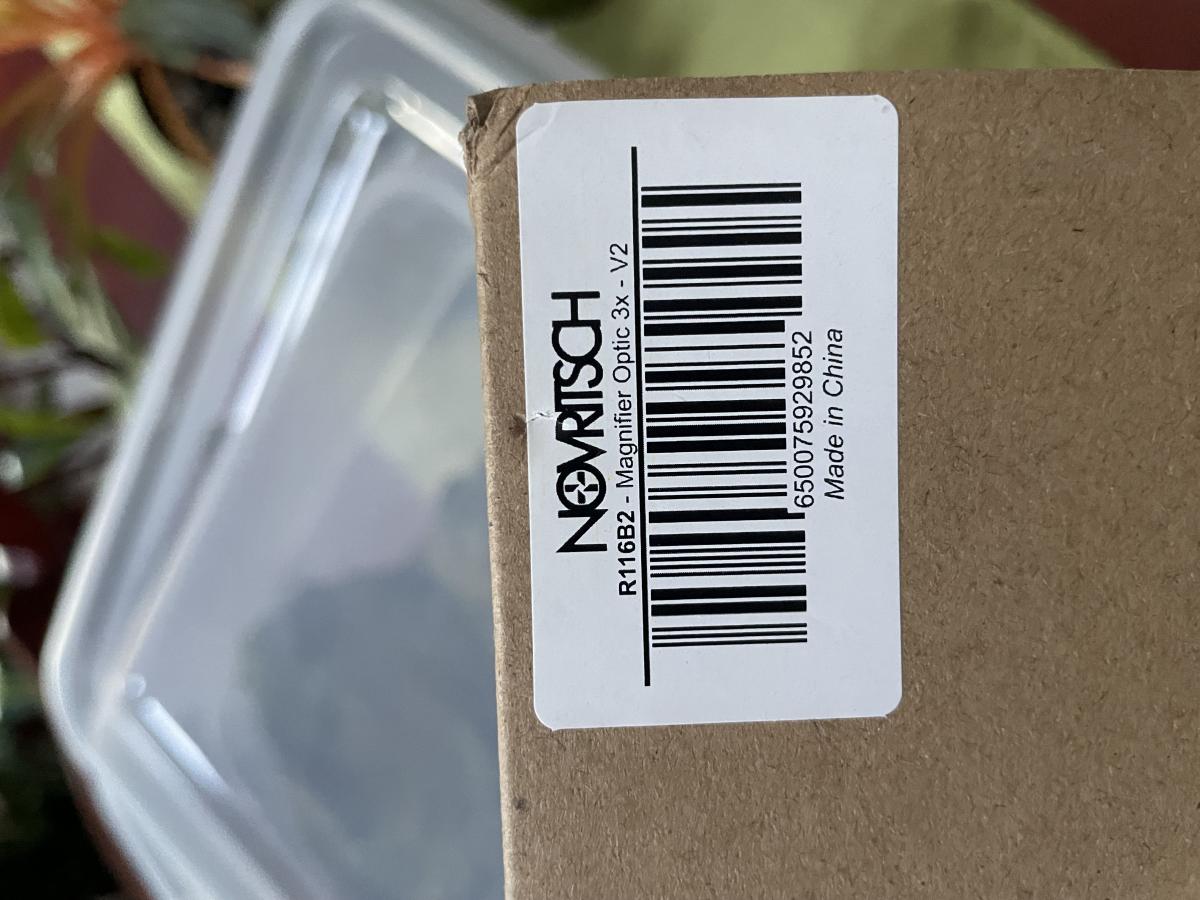 NOVRITSCH
R116B2 - Magnifier Optic 3x - V2
650075929852
Made in China